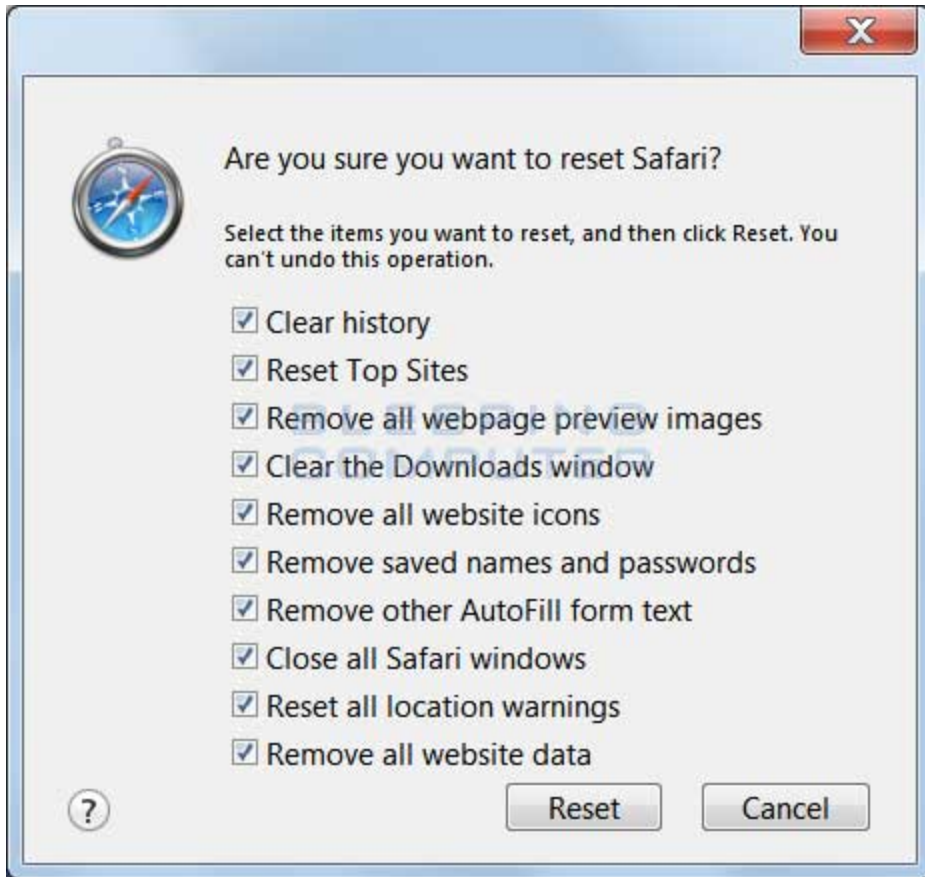 Are you sure you want to reset Safari?
Select the items you want to reset, and then click Reset. You
can't undo this operation.
Clear history
Reset Top Sites
Remove all webpage preview images
BLEEPING
Clear the Downloads window
COMPUTER
Remove all website icons
Remove saved names and passwords
Remove other AutoFill form text
Close all Safari windows
Reset all location warnings
Remove all website data
? Reset Cancel